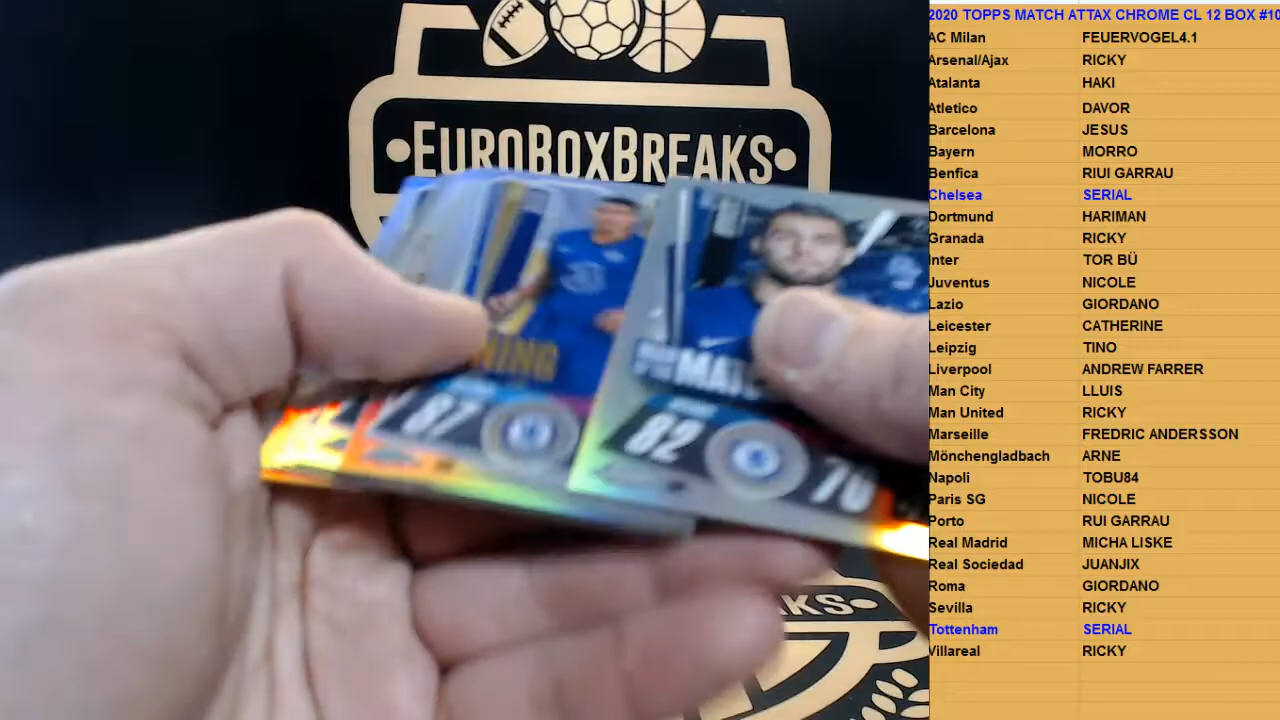 EUROBOXBREAKS
87
82
2020 TOPPS MATCH ATTAX CHROME CL 12 BOX #10
AC Milan FEUERVOGEL4.1
Arsenal/Ajax RICKY
Atalanta HAKI
Atletico DAVOR
Barcelona JESUS
Bayern MORRO
Benfica RIUI GARRAU
Chelsea SERIAL
Dortmund HARIMAN
Granada RICKY
Inter TOR BÜ
Juventus NICOLE
Lazio GIORDANO
Leicester CATHERINE
Leipzig TINO
Liverpool ANDREW FARRER
Man City LLUIS
Man United RICKY
Marseille FREDRIC ANDERSSON
Mönchengladbach ARNE
Napoli TOBU84
Paris SG NICOLE
Porto RUI GARRAU
Real Madrid MICHA LISKE
Real Sociedad JUANJIX
Roma GIORDANO
Sevilla RICKY
Tottenham SERIAL
Villareal RICKY